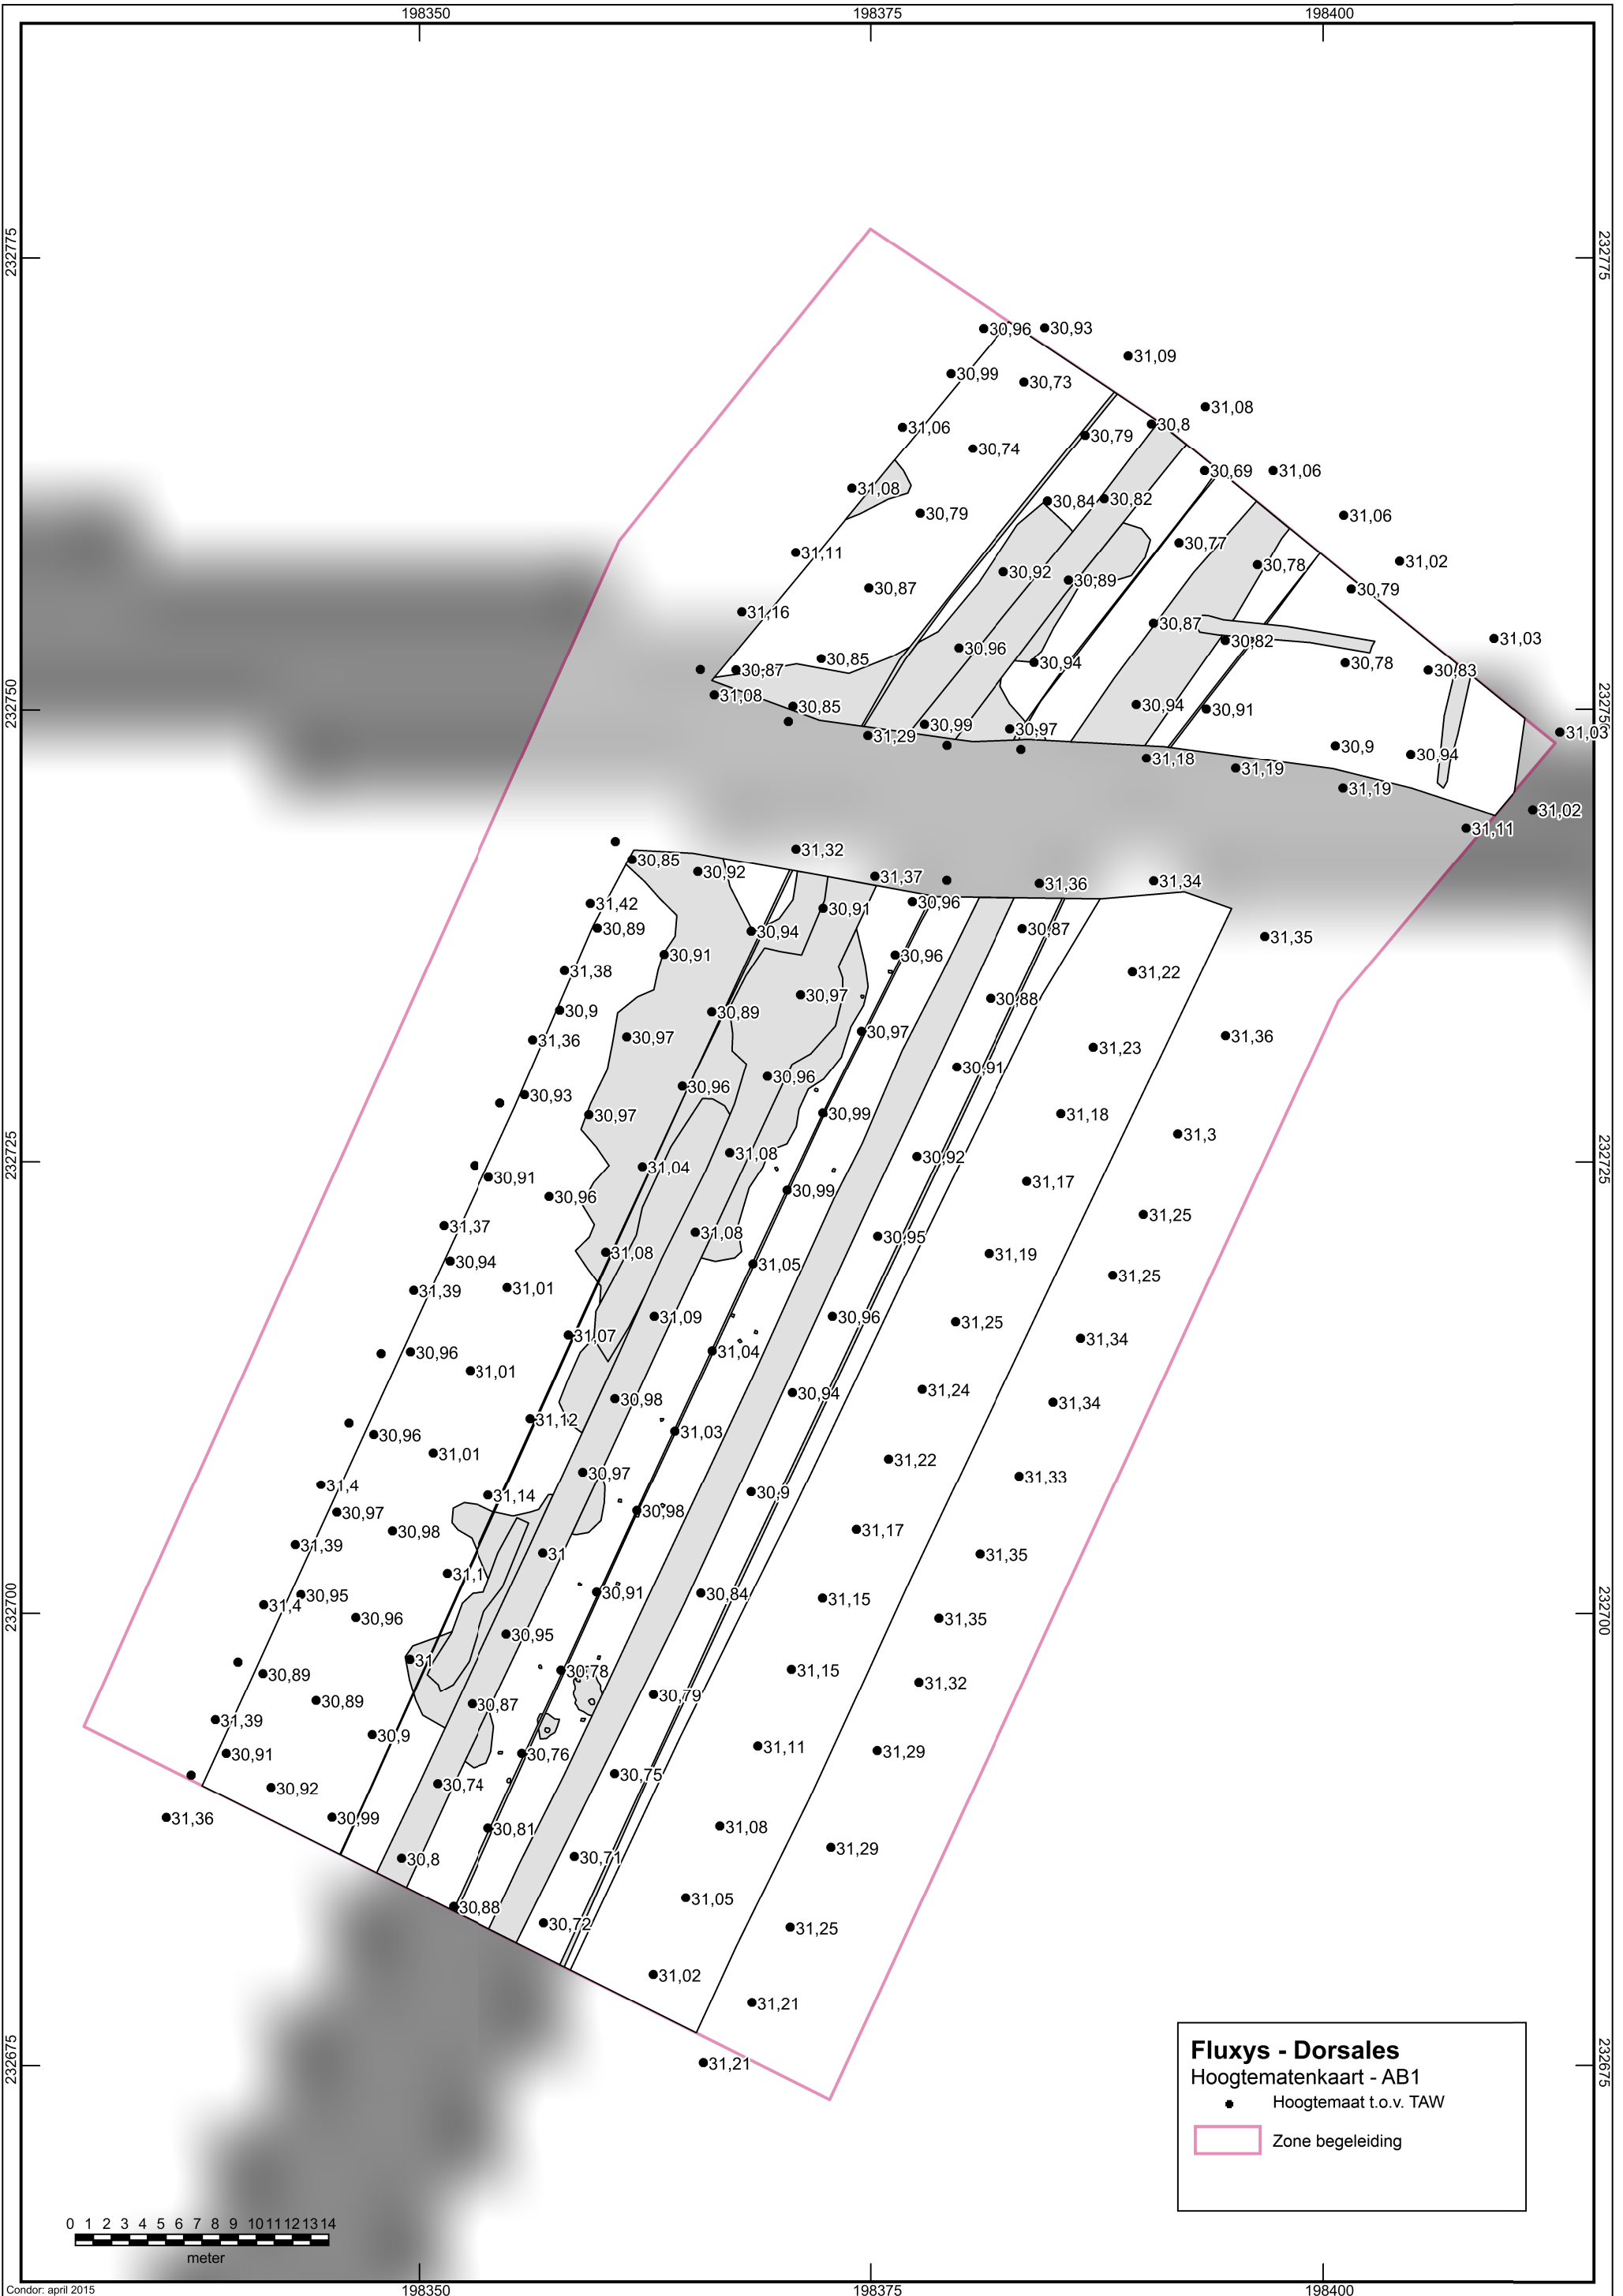 198350 198375 198400
232775 232775
30,96 30,93
31,09
30,99 30,73
31,08
31,06 30,79 30,8
30,74
30,69 31,06
31,08 30,84 30,82
30,79 31,06
31,11 30,77
30,92 30,89 30,78 31,02
30,87 30,79
31,16
30,87 30,82 31,03
30,96
30,87 30,85 30,94 30,78 30,83
232750 232750
31,08 30,85 30,94 30,91
30,99 30,97
31,29 31,03
30,9 30,94
31,18 31,19
31,19
31,02
31,11
31,32
30,85 30,92
31,37 31,36 31,34
31,42 30,91 30,96
30,89 30,94 30,87
31,35
30,91 30,96
31,38 31,22
30,97 30,88
30,9 30,89
31,36 30,97 30,97 31,23 31,36
30,91
30,96 30,96
30,93
30,97 30,99 31,18
31,3
232725 232725
31,04 31,08 30,92
30,91 30,99 31,17
30,96
31,37 31,08 31,25
30,95
31,08 31,19
30,94 31,05
31,39 31,01 31,25
31,09 30,96 31,25
31,07 31,34
30,96 31,04
31,01
30,98 30,94 31,24
31,12 31,34
30,96 31,03
31,01 31,22
30,97 31,33
31,4 31,14 30,9
30,97 30,98
30,98 31,17
31,39 31 31,35
31,1
30,95 30,91 30,84 31,15
31,4
232700 232700
30,96 31,35
30,95
31
30,89 30,78 31,15
31,32
30,89 30,87 30,79
31,39
30,9
30,91 30,76 31,11 31,29
30,92 30,74 30,75
31,36 30,99
30,81 31,08
31,29
30,8 30,71
30,88 31,05
30,72 31,25
31,02
31,21
31,21
232675 232675
Fluxys - Dorsales
Hoogtematenkaart - AB1
Hoogtemaat t.o.v. TAW
Zone begeleiding
0 1 2 3 4 5 6 7 8 9 10 11 12 13 14
meter
Condor: april 2015
198350 198375 198400